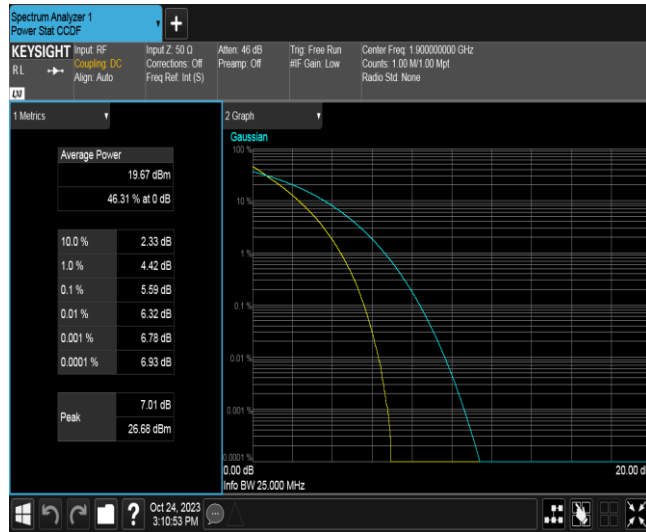 Spectrum Analyzer 1
Power Stat CCDF
+
KEYSIGHT
RL
LXI
Input: RF
Coupling: DC
Align: Auto
Input Z: 50 Ω
Corrections: Off
Freq Ref: Int (S)
Atten: 46 dB
Preamp: Off
Trig: Free Run
#IF Gain: Low
Center Freq: 1.900000000 GHz
Counts: 1.00 M/1.00 Mpt
Radio Std: None
1 Metrics
Average Power
19.67 dBm
46.31 % at 0 dB
10.0 % 2.33 dB
1.0 % 4.42 dB
0.1 % 5.59 dB
0.01 % 6.32 dB
0.001 % 6.78 dB
0.0001 % 6.93 dB
Peak
7.01 dB
26.68 dBm
2 Graph
Gaussian
100 %
10 %
1 %
0.1 %
0.01 %
0.001 %
0.0001 %
0.00 dB
20.00 d
Info BW 25.000 MHz
?
Oct 24, 2023
3:10:53 PM